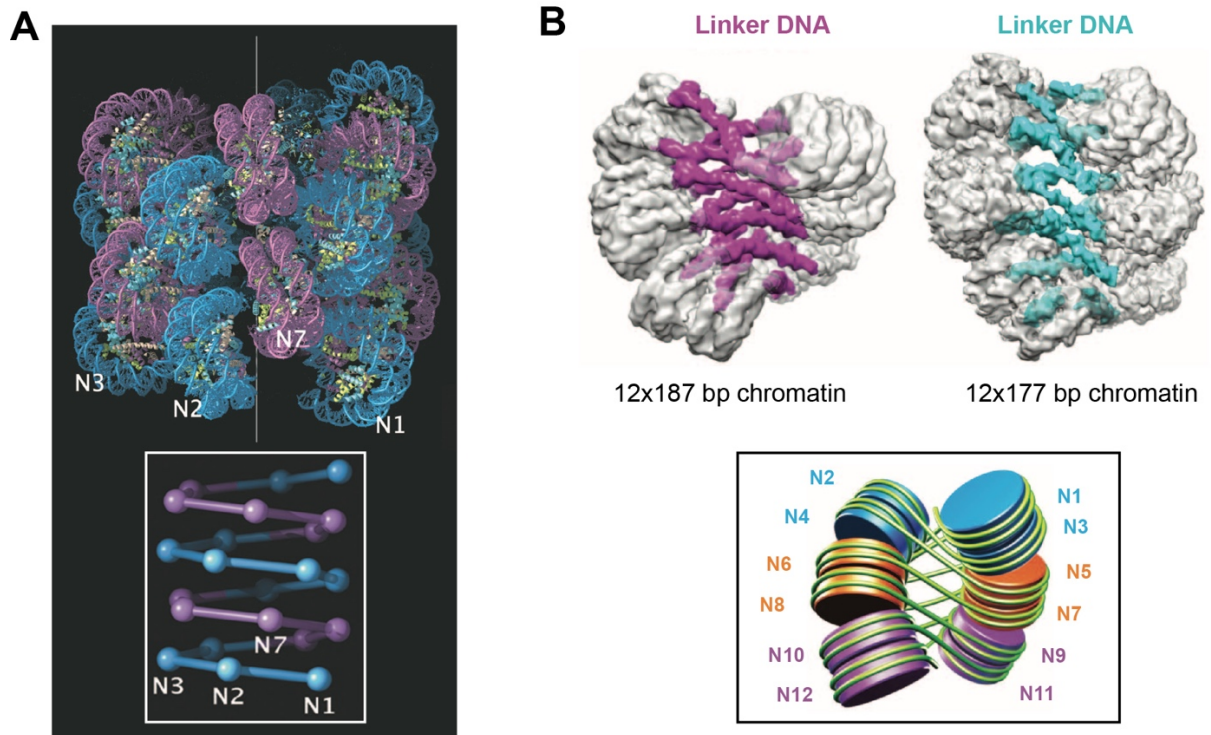 A
N3
N2
N7
N1
N7
N3
N2
N1
B
Linker DNA
Linker DNA
12x187 bp chromatin
12x177 bp chromatin
N2
N1
N4
N3
N6
N5
N8
N7
N10
N9
N12
N11